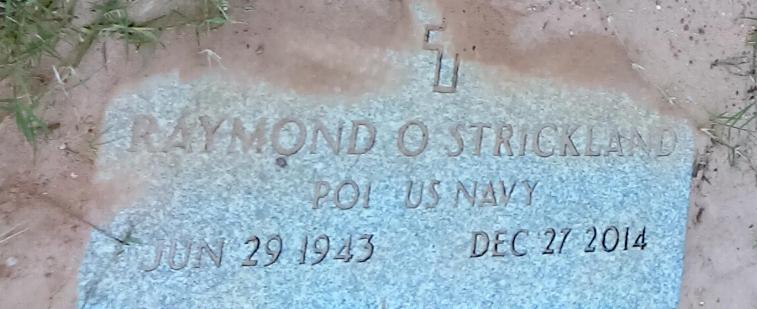 RAYMOND O STRICKLAND
PO1 US NAVY
JUN 29 1943 DEC 27 2014